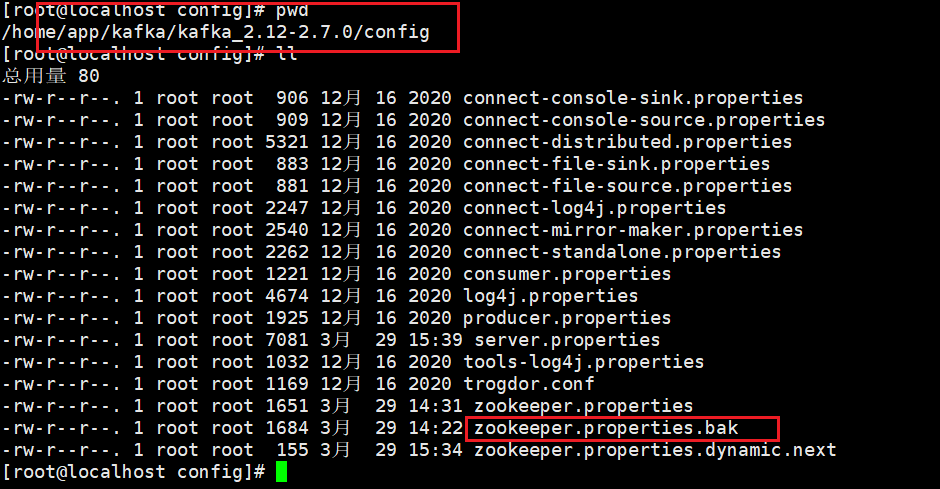 [root@localhost config]# pwd
/home/app/kafka/kafka_2.12-2.7.0/config
[root@localhost config]# ll
总用量 80
-rw-r--r--. 1 root root  906 12月 16 2020 connect-console-sink.properties
-rw-r--r--. 1 root root  909 12月 16 2020 connect-console-source.properties
-rw-r--r--. 1 root root 5321 12月 16 2020 connect-distributed.properties
-rw-r--r--. 1 root root  883 12月 16 2020 connect-file-sink.properties
-rw-r--r--. 1 root root  881 12月 16 2020 connect-file-source.properties
-rw-r--r--. 1 root root 2247 12月 16 2020 connect-log4j.properties
-rw-r--r--. 1 root root 2540 12月 16 2020 connect-mirror-maker.properties
-rw-r--r--. 1 root root 2262 12月 16 2020 connect-standalone.properties
-rw-r--r--. 1 root root 1221 12月 16 2020 consumer.properties
-rw-r--r--. 1 root root 4674 12月 16 2020 log4j.properties
-rw-r--r--. 1 root root 1925 12月 16 2020 producer.properties
-rw-r--r--. 1 root root 7081 3月  29 15:39 server.properties
-rw-r--r--. 1 root root 1032 12月 16 2020 tools-log4j.properties
-rw-r--r--. 1 root root 1169 12月 16 2020 trogdor.conf
-rw-r--r--. 1 root root 1651 3月  29 14:31 zookeeper.properties
-rw-r--r--. 1 root root 1684 3月  29 14:22 zookeeper.properties.bak
-rw-r--r--. 1 root root  155 3月  29 15:34 zookeeper.properties.dynamic.next
[root@localhost config]#